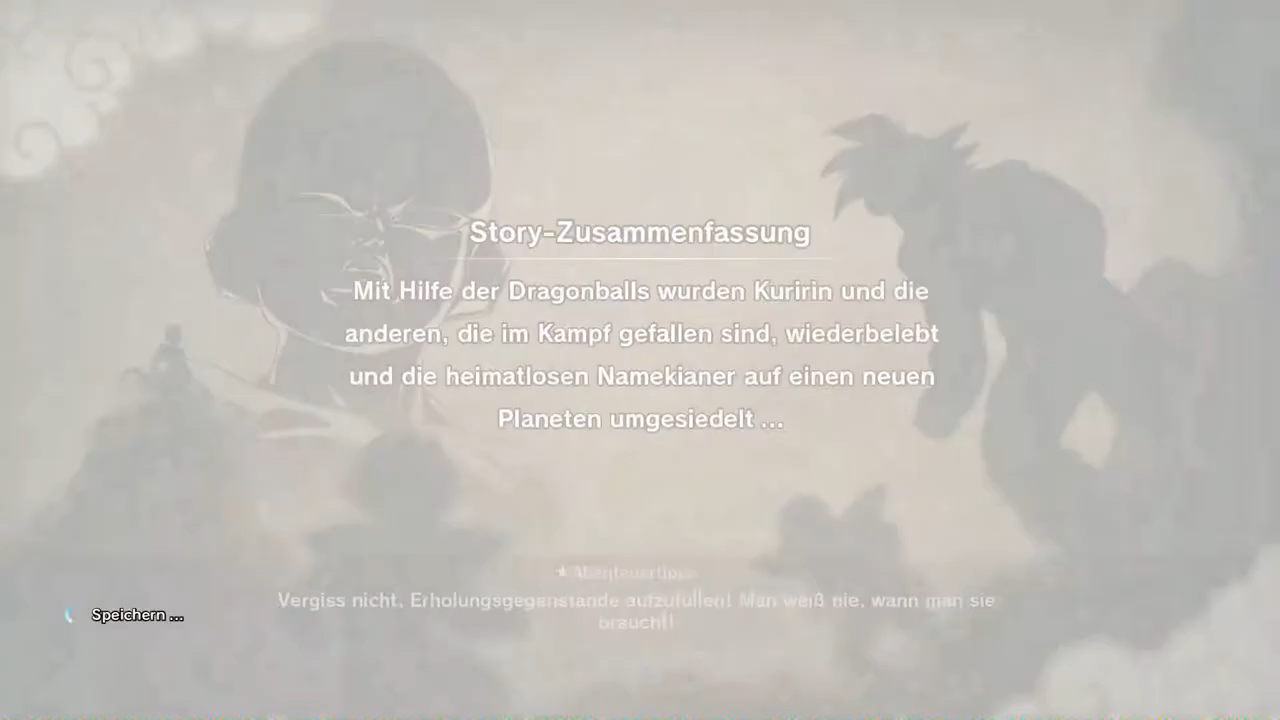 Story-Zusammenfassung
Mit Hilfe der Dragonballs wurden Kuririn und die
anderen, die im Kampf gefallen sind, wiederbelebt
und die heimatlosen Namekianer auf einen neuen
Planeten umgesiedelt ...
★ Abenteuertipps
Vergiss nicht, Erholungsgegenstände aufzufüllen! Man weiß nie, wann man sie
braucht!
Speichern ...